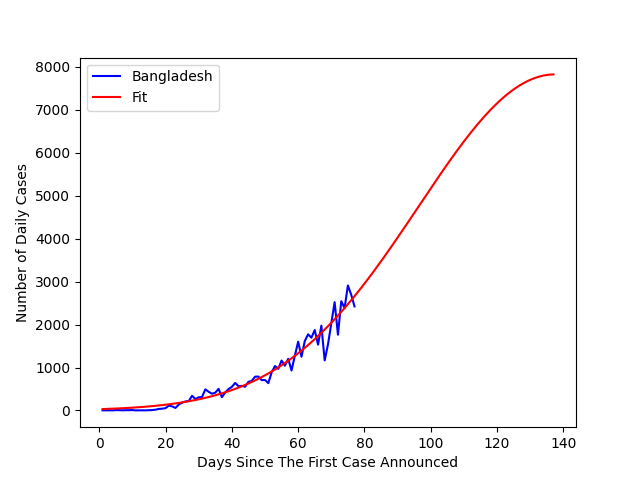 Bangladesh
Fit
8000
7000
6000
5000
4000
3000
2000
1000
0
Number of Daily Cases
0 20 40 60 80 100 120 140
Days Since The First Case Announced